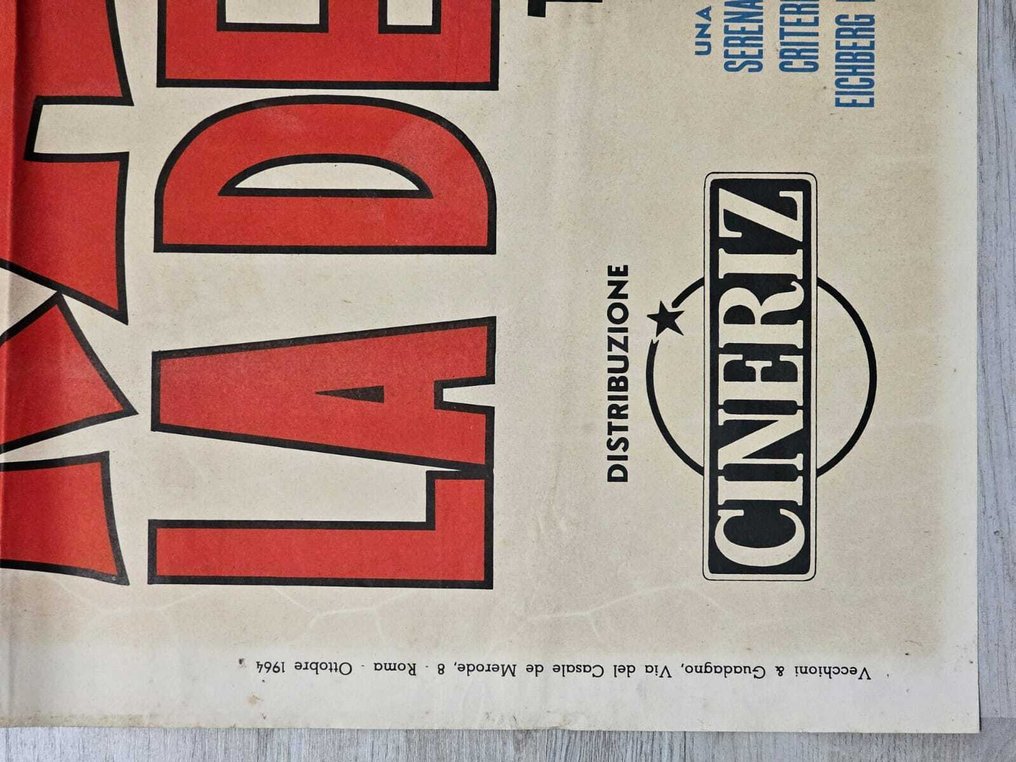 LA DE
UNA
SERENA
CRITERI
EICHBERG
DISTRIBUZIONE
CINERIZ
Vecchioni & Guadagno, Via del Casale de Merode, 8 - Roma - Ottobre 1964